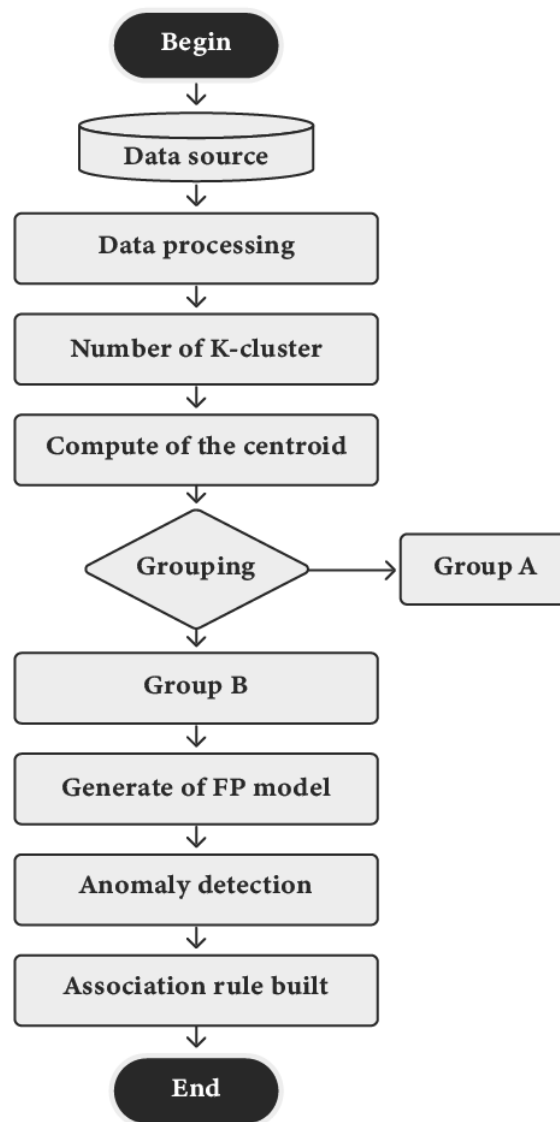 Begin
Data source
Data processing
Number of K-cluster
Compute of the centroid
Grouping
Group A
Group B
Generate of FP model
Anomaly detection
Association rule built
End